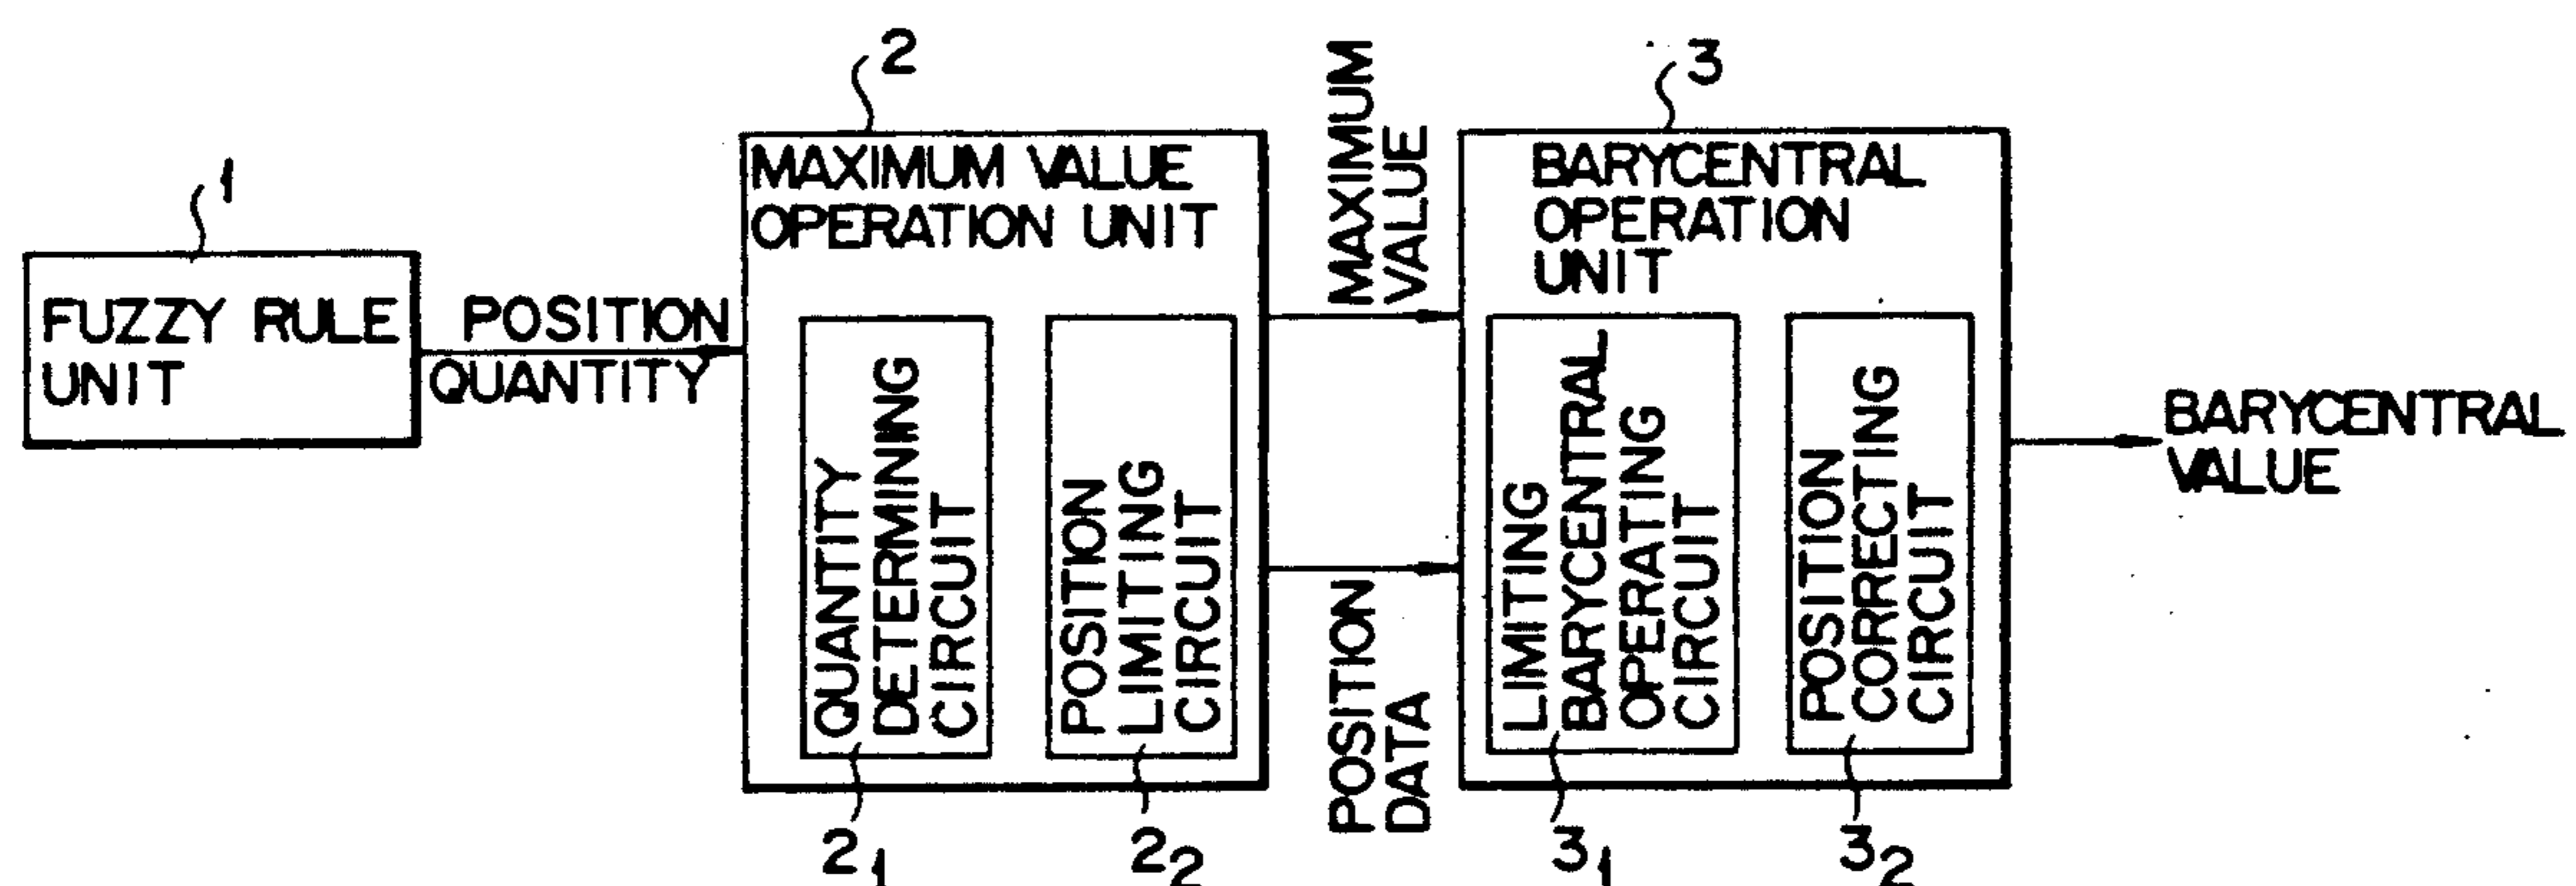 1
FUZZY RULE
UNIT
POSITION
QUANTITY
2
MAXIMUM VALUE
OPERATION UNIT
QUANTITY
DETERMINING
CIRCUIT
2₁
POSITION
LIMITING
CIRCUIT
2₂
MAXIMUM
VALUE
POSITION
DATA
3
BARYCENTRAL
OPERATION
UNIT
LIMITING
BARYCENTRAL
OPERATING
CIRCUIT
3₁
POSITION
CORRECTING
CIRCUIT
3₂
BARYCENTRAL
VALUE